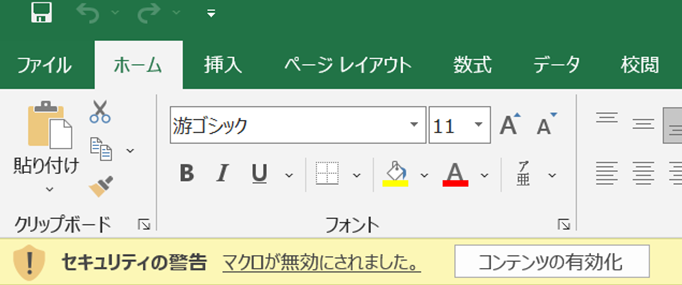 ファイル ホーム 挿入 ページ レイアウト 数式 データ 校閲
游ゴシック 11 A A
貼り付け B I U A ア亜
クリップボード フォント
セキュリティの警告 マクロが無効にされました。 コンテンツの有効化